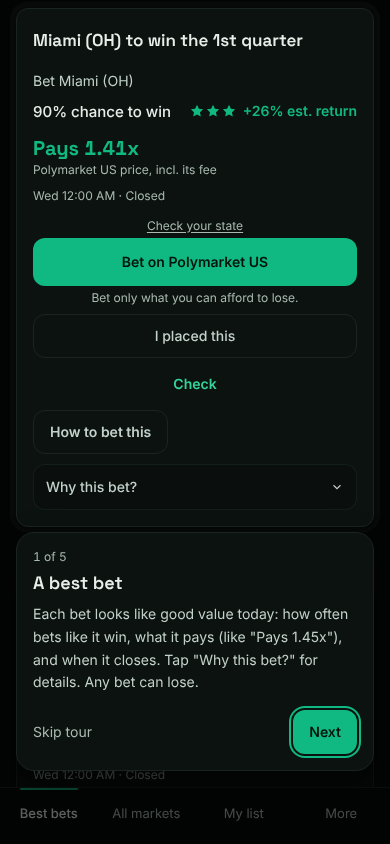 Miami (OH) to win the 1st quarter
Bet Miami (OH)
90% chance to win ★★★ +26% est. return
Pays 1.41x
Polymarket US price, incl. its fee
Wed 12:00 AM · Closed
Check your state
Bet on Polymarket US
Bet only what you can afford to lose.
I placed this
Check
How to bet this
Why this bet?
1 of 5
A best bet
Each bet looks like good value today: how often
bets like it win, what it pays (like "Pays 1.45x"),
and when it closes. Tap "Why this bet?" for
details. Any bet can lose.
Skip tour Next
Wed 12:00 AM · Closed
Best bets All markets My list More